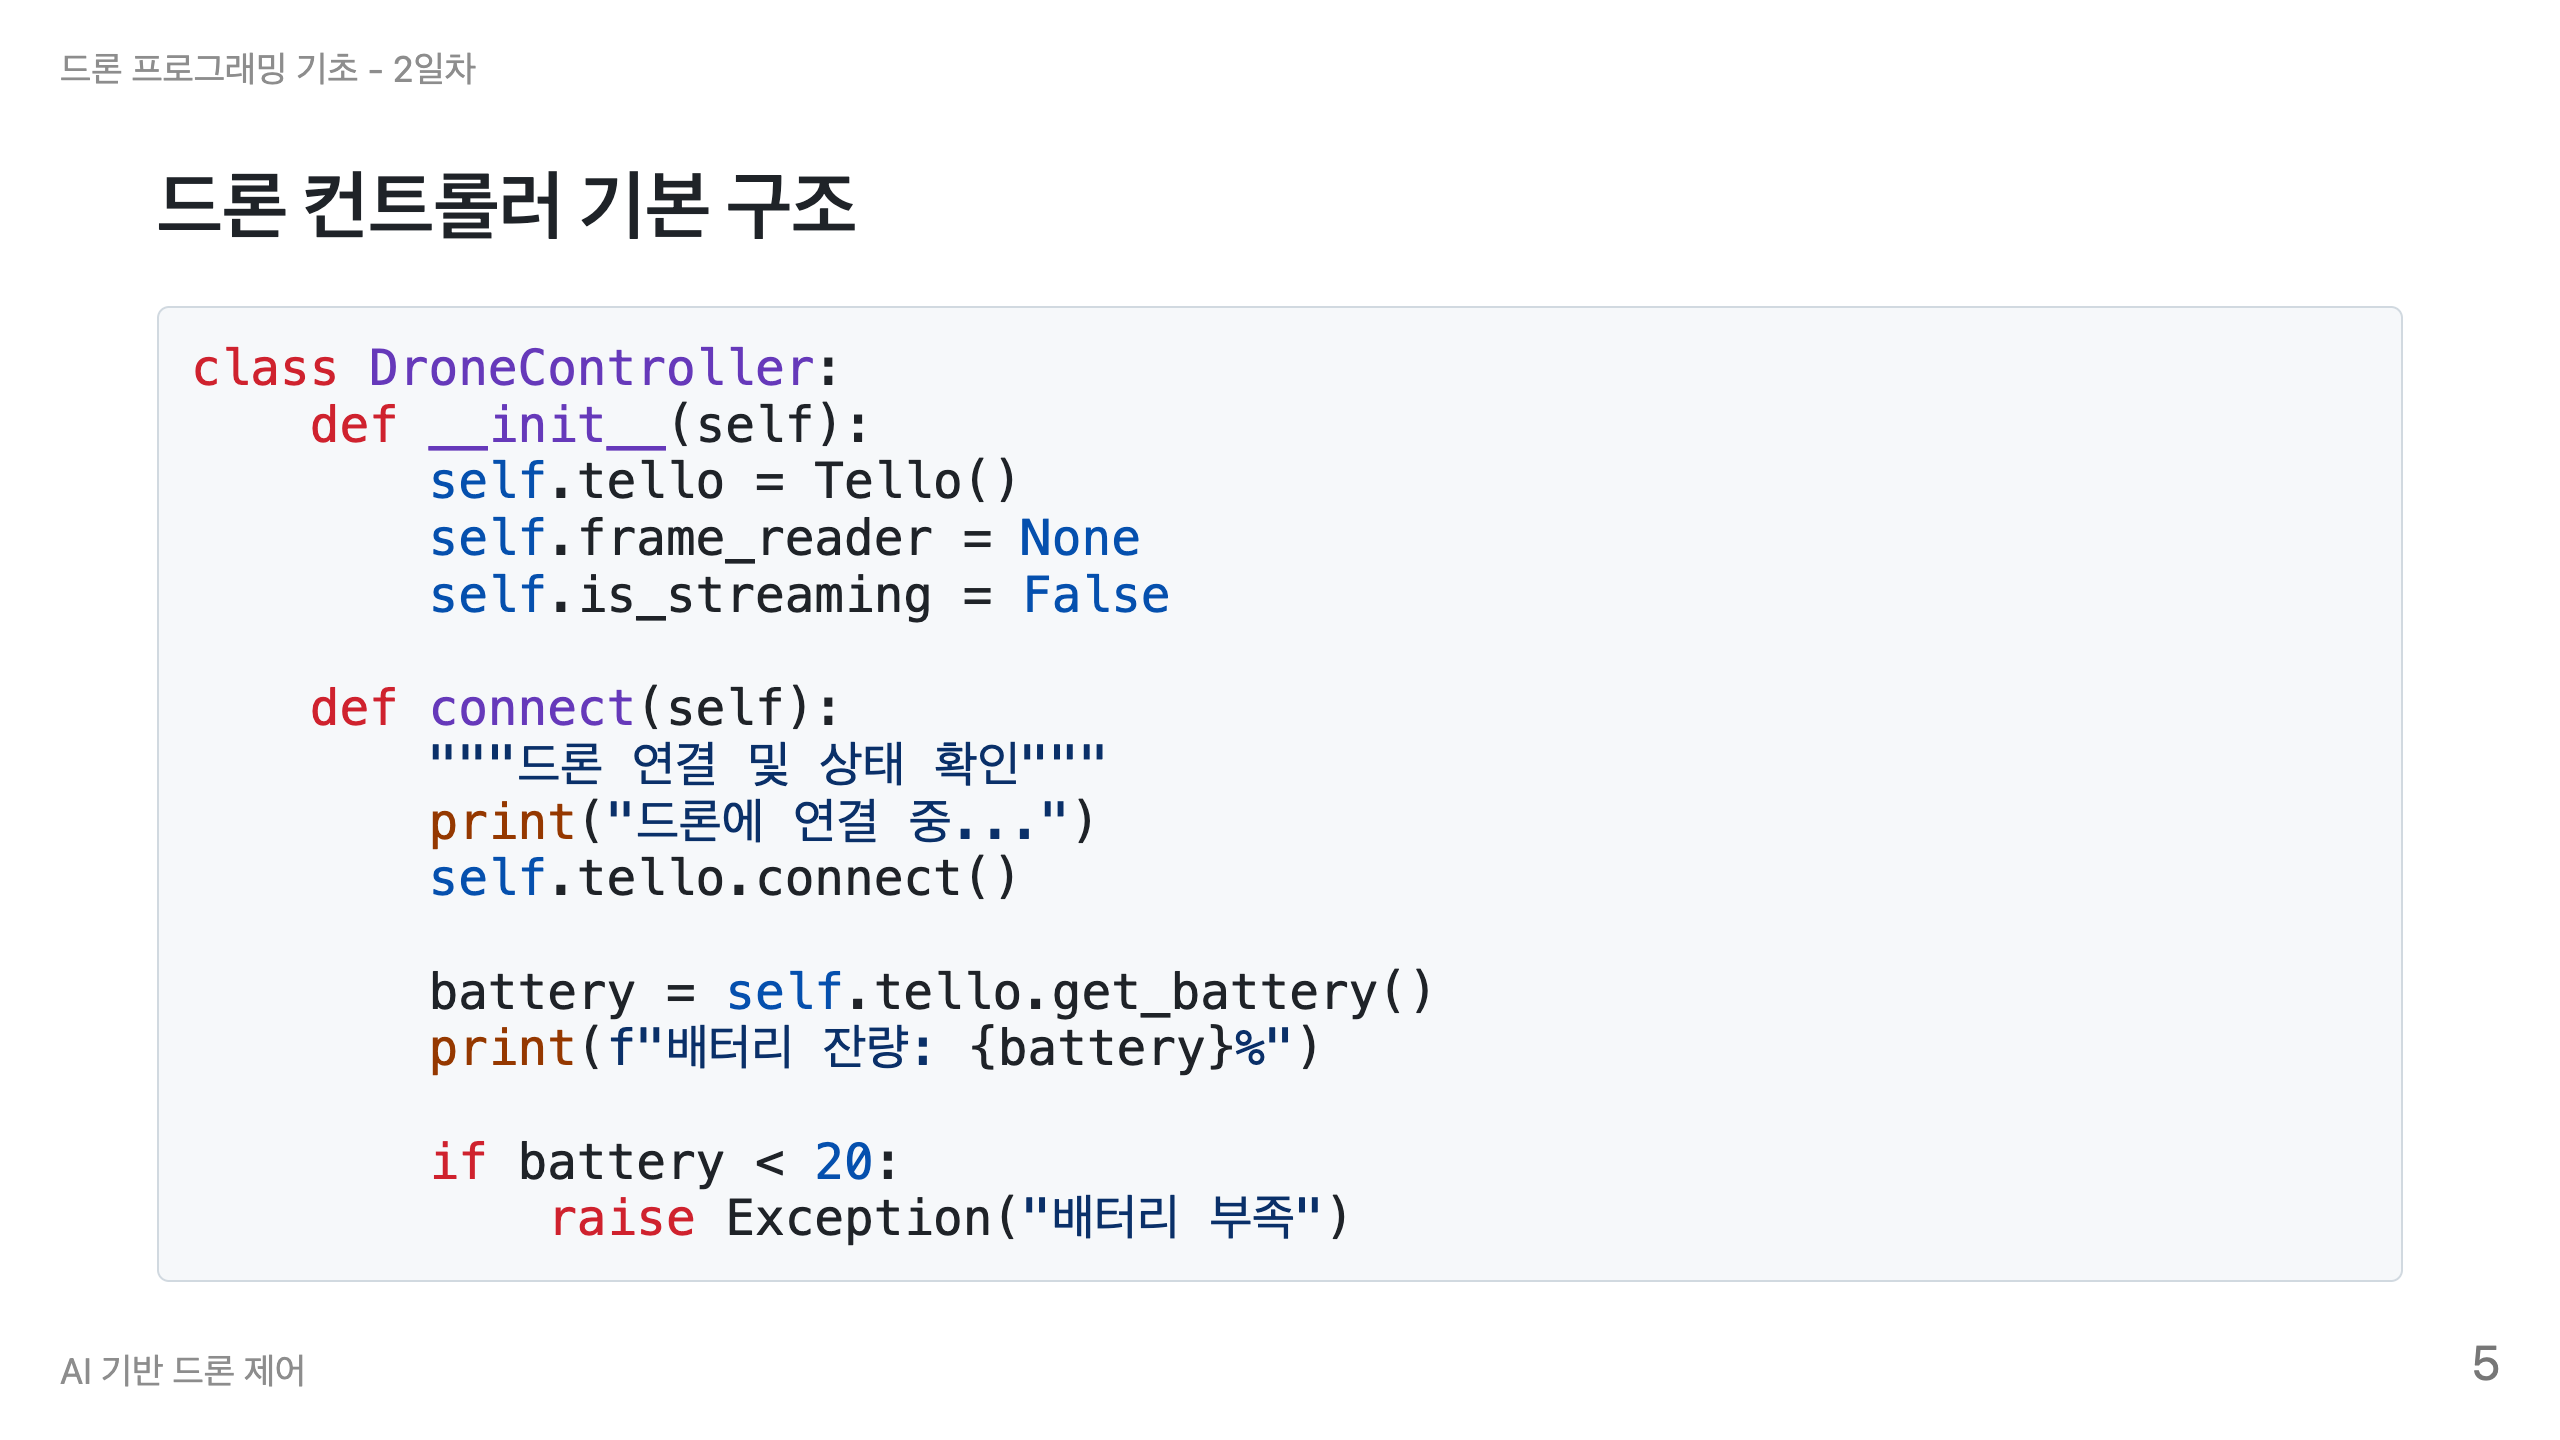 드론 프로그래밍 기초 - 2일차
드론 컨트롤러 기본 구조
class DroneController:
    def __init__(self):
        self.tello = Tello()
        self.frame_reader = None
        self.is_streaming = False
    def connect(self):
        """드론 연결 및 상태 확인"""
        print("드론에 연결 중...")
        self.tello.connect()
        battery = self.tello.get_battery()
        print(f"배터리 잔량: {battery}%")
        if battery < 20:
            raise Exception("배터리 부족")
AI 기반 드론 제어
5